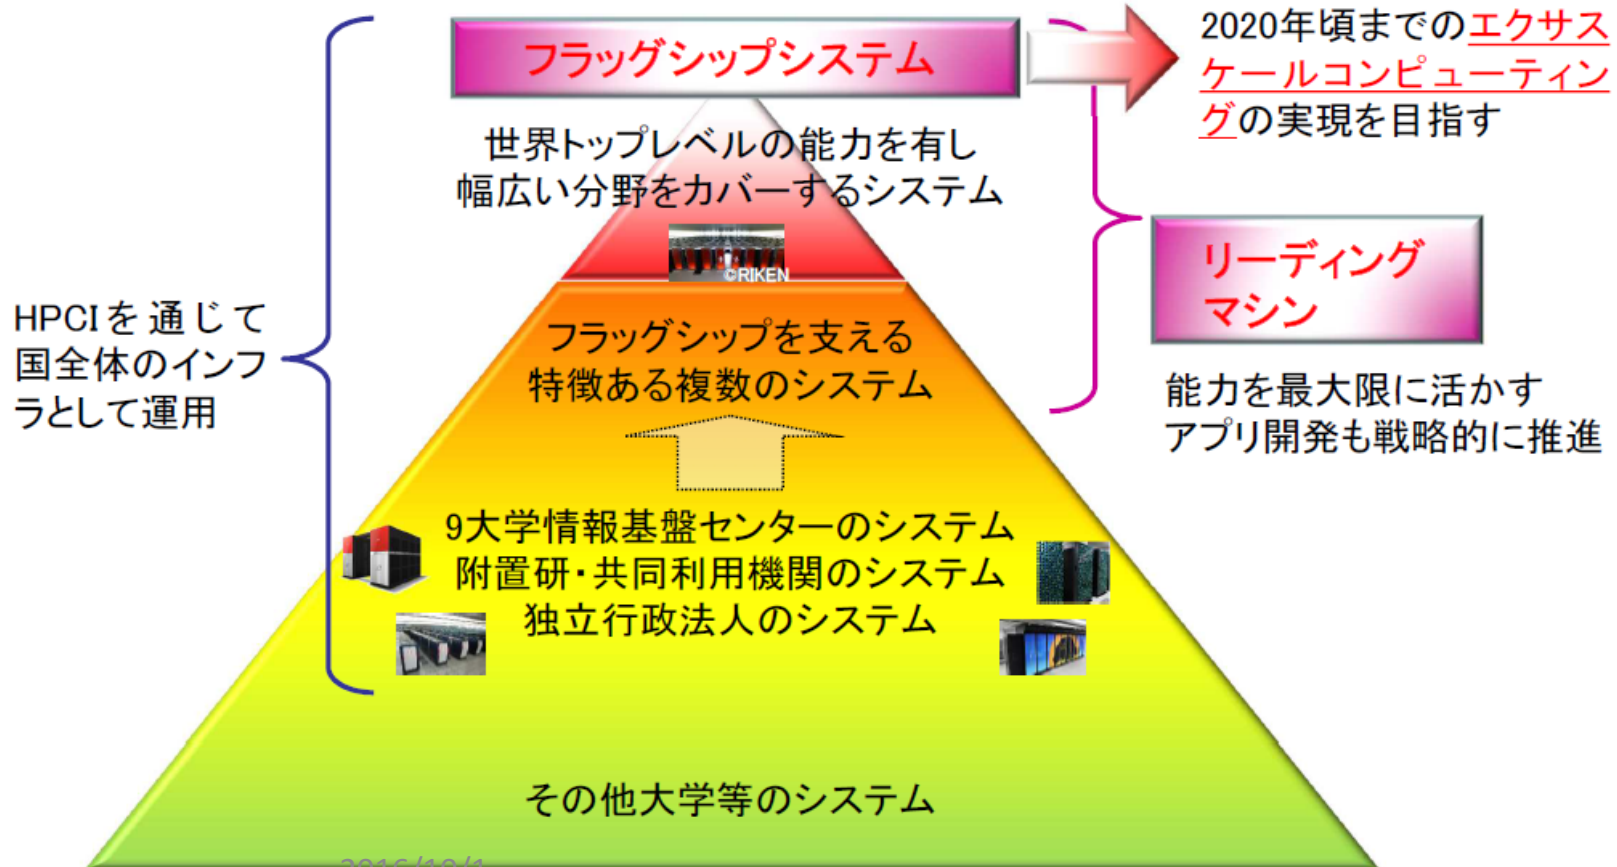 フラッグシップシステム
2020年頃までのエクサス
ケールコンピューティン
グの実現を目指す
世界トップレベルの能力を有し
幅広い分野をカバーするシステム
©RIKEN
リーディング
マシン
HPCIを通じて
国全体のインフ
ラとして運用
フラッグシップを支える
特徴ある複数のシステム
能力を最大限に活かす
アプリ開発も戦略的に推進
9大学情報基盤センターのシステム
附置研・共同利用機関のシステム
独立行政法人のシステム
その他大学等のシステム
2016/10/1